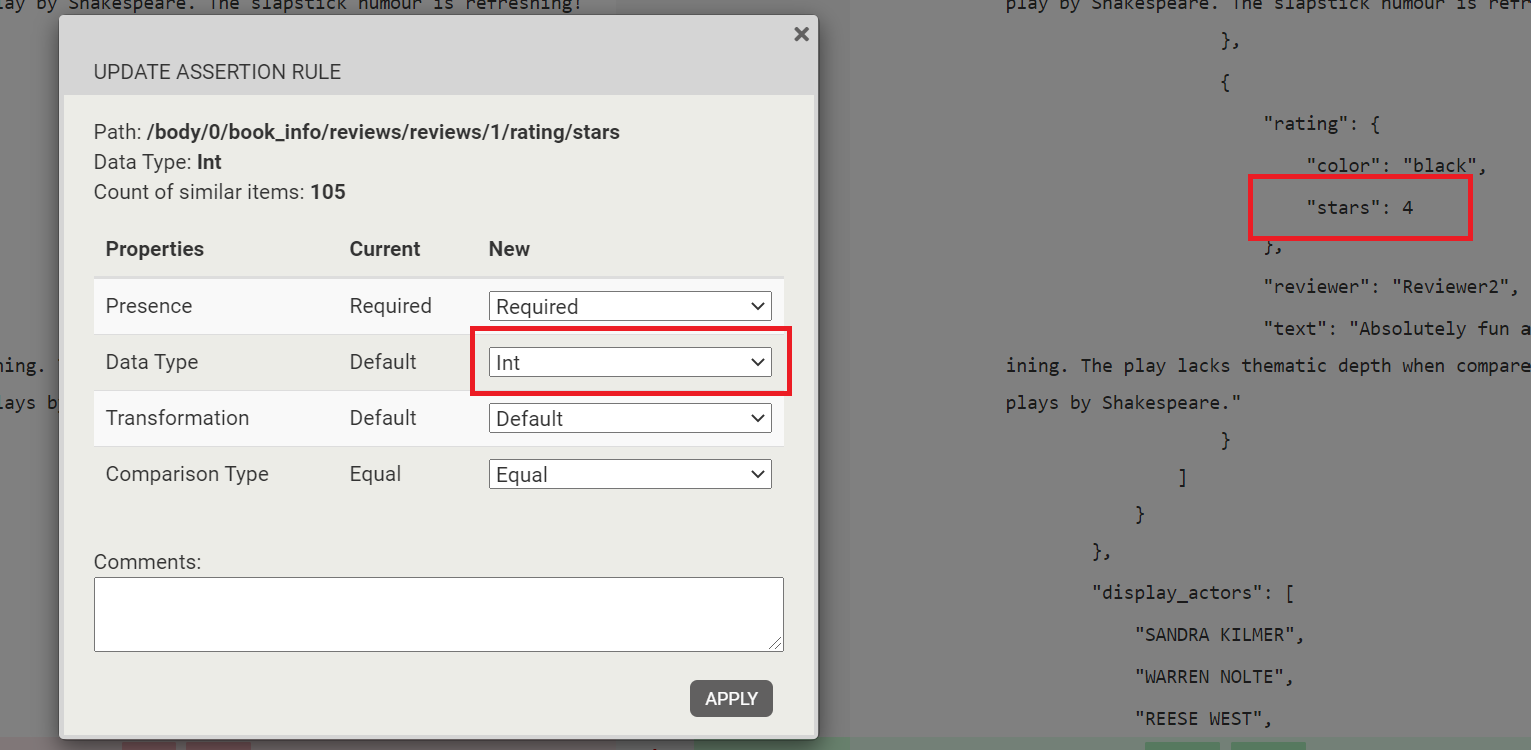 lay by Shakespeare. The slapstick humour is refreshing!
play by Shakespeare. The slapstick humour is refr
UPDATE ASSERTION RULE
Path: /body/0/book_info/reviews/reviews/1/rating/stars
Data Type: Int
Count of similar items: 105
Properties Current New
Presence Required Required
Data Type Default Int
Transformation Default Default
Comparison Type Equal Equal
Comments:
APPLY
ning.
lays b
},
{
"rating": {
"color": "black",
"stars": 4
},
"reviewer": "Reviewer2",
"text": "Absolutely fun a
ining. The play lacks thematic depth when compare
plays by Shakespeare."
}
]
}
},
"display_actors": [
"SANDRA KILMER",
"WARREN NOLTE",
"REESE WEST",